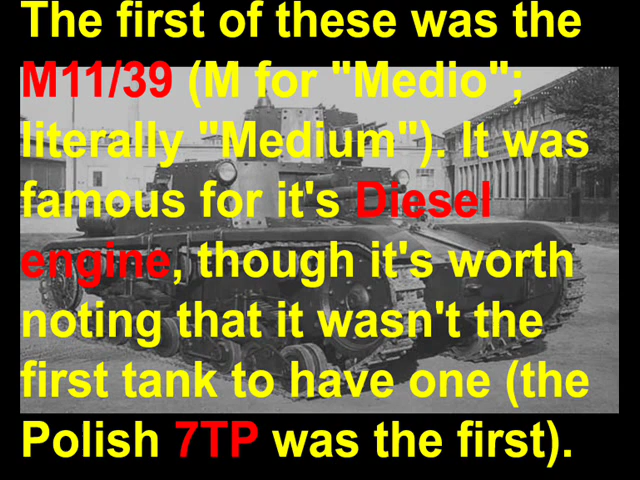 The first of these was the
M11/39 (M for "Medio";
literally "Medium"). It was
famous for it's Diesel
engine, though it's worth
noting that it wasn't the
first tank to have one (the
Polish 7TP was the first).